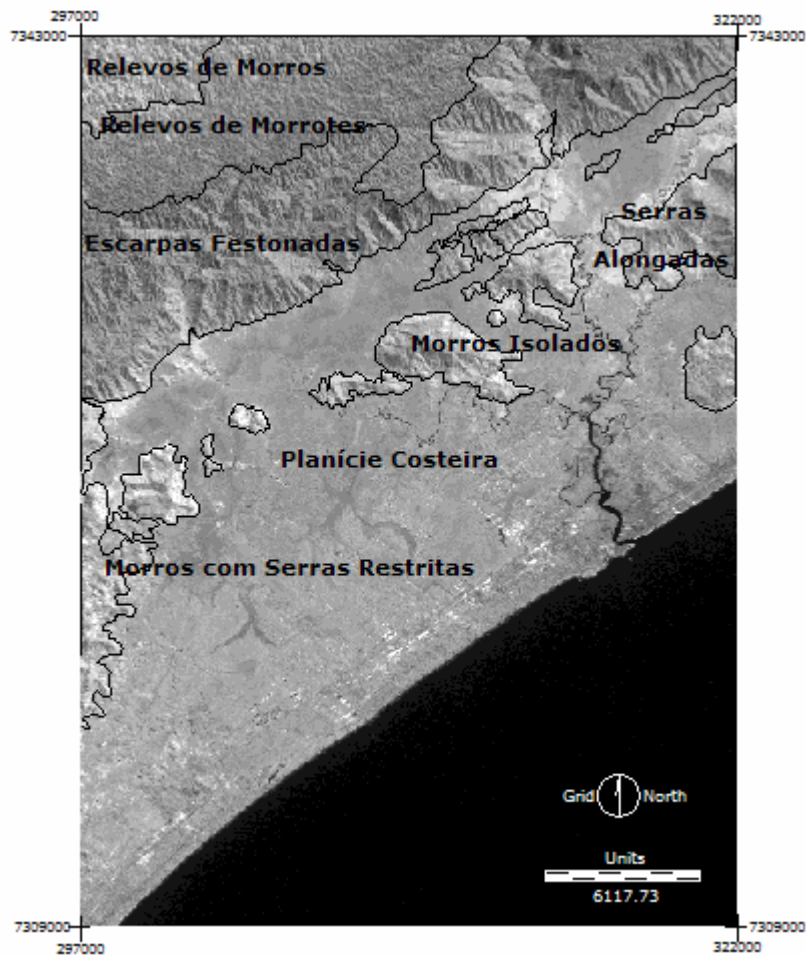 297000
322000
7343000
7343000
Relevos de Morros
Relevos de Morrotes
Serras
Escarpas Festonadas
Alongadas
Morros Isolados
Planície Costeira
Morros com Serras Restritas
Grid North
Units
6117.73
7309000
7309000
297000
322000